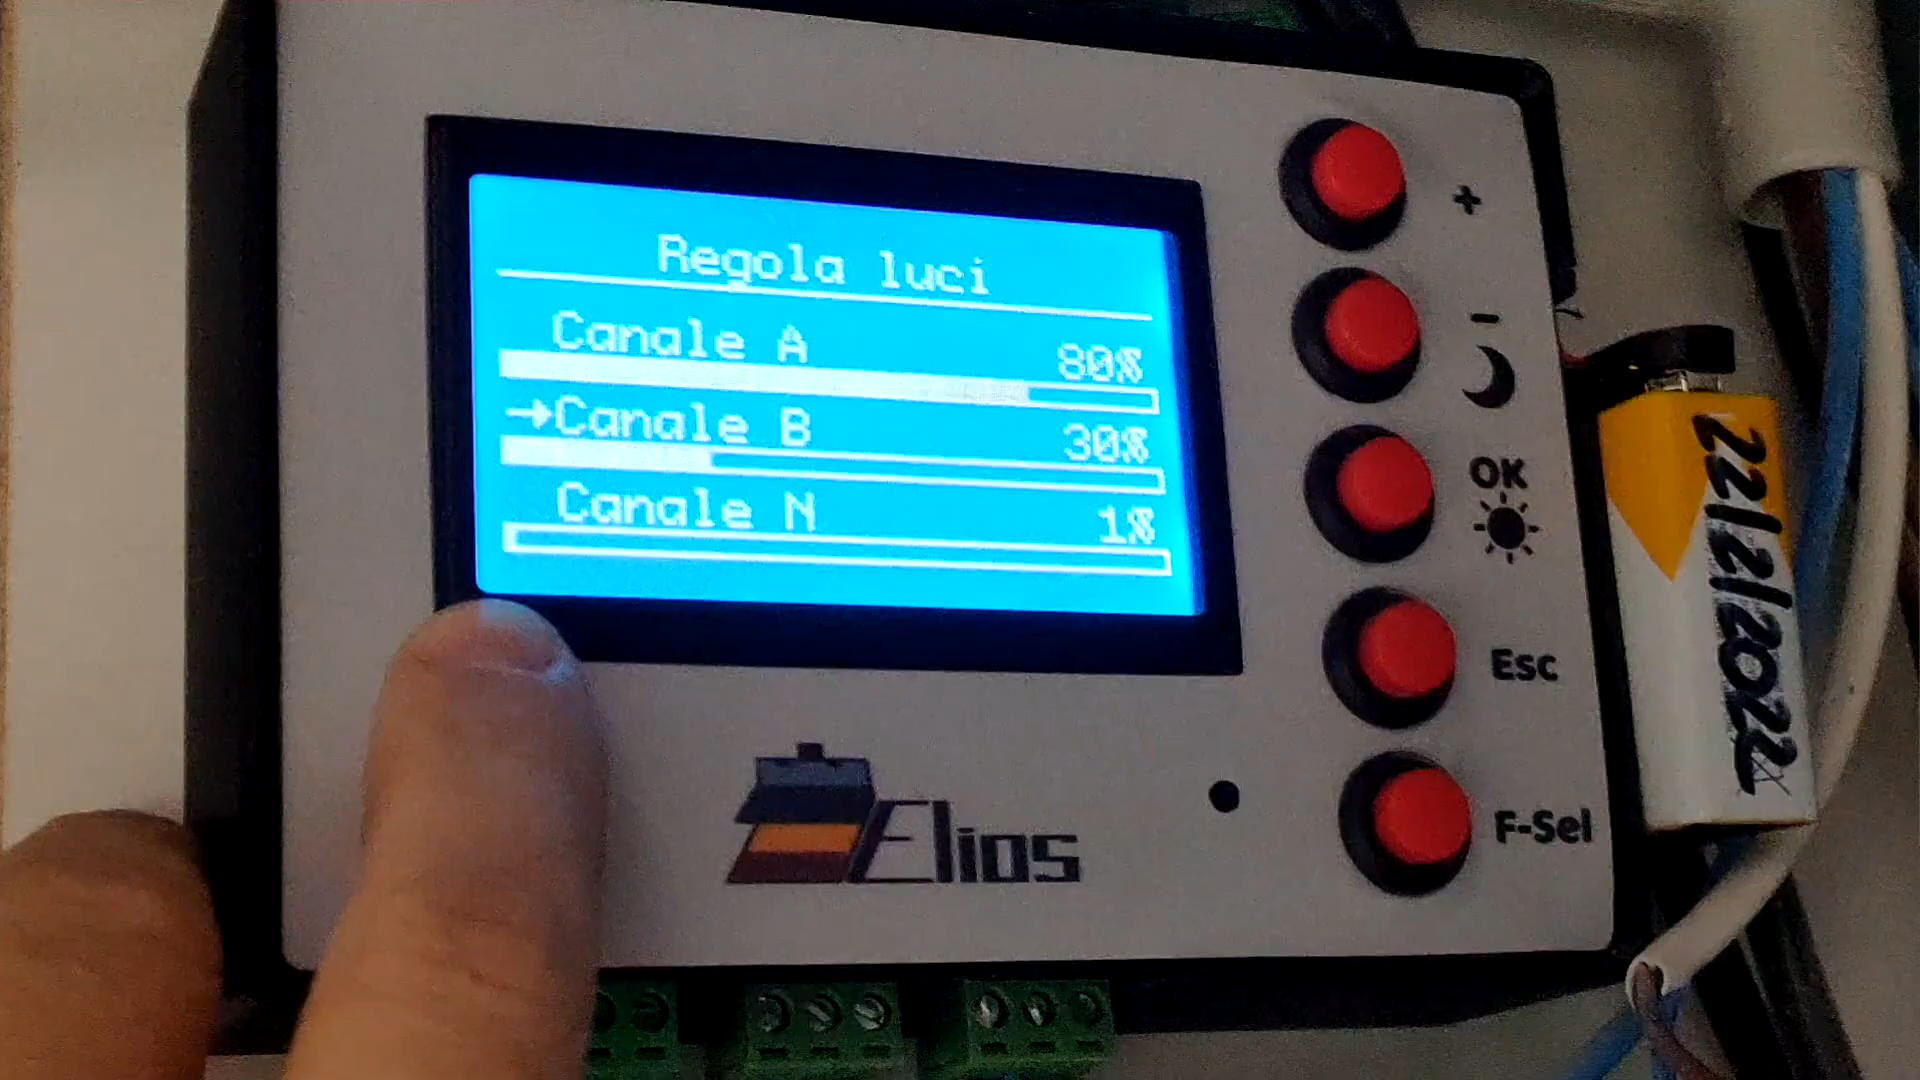 Regola luci
Canale A 80%
→Canale B 30%
Canale N 1%
+
-
OK
Esc
F-Sel
Elios
22/2/2022